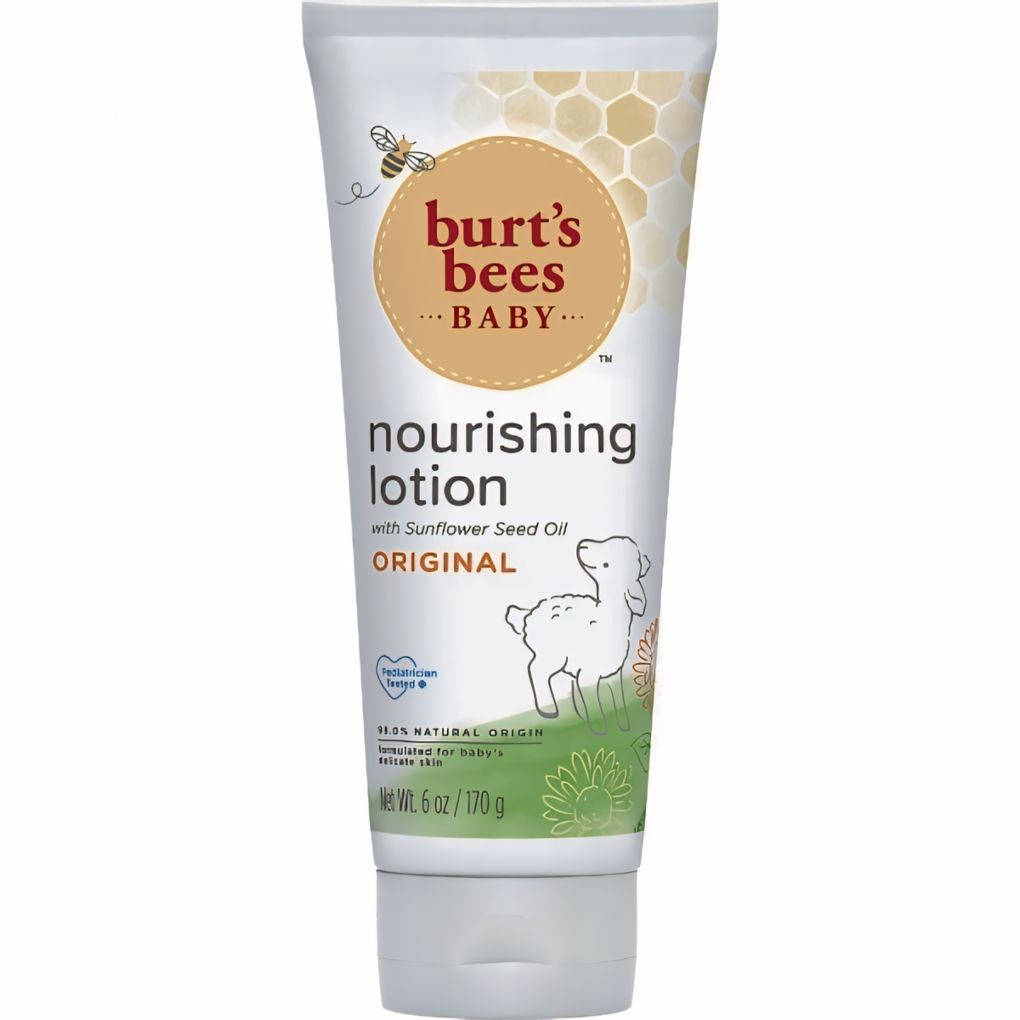 burt's
bees
BABY
TM
nourishing
lotion
with Sunflower Seed Oil
ORIGINAL
Pediatrician
Tested
NATURAL ORIGIN
formulated for baby's
delicate skin
Net Wt. 6 oz / 170 g